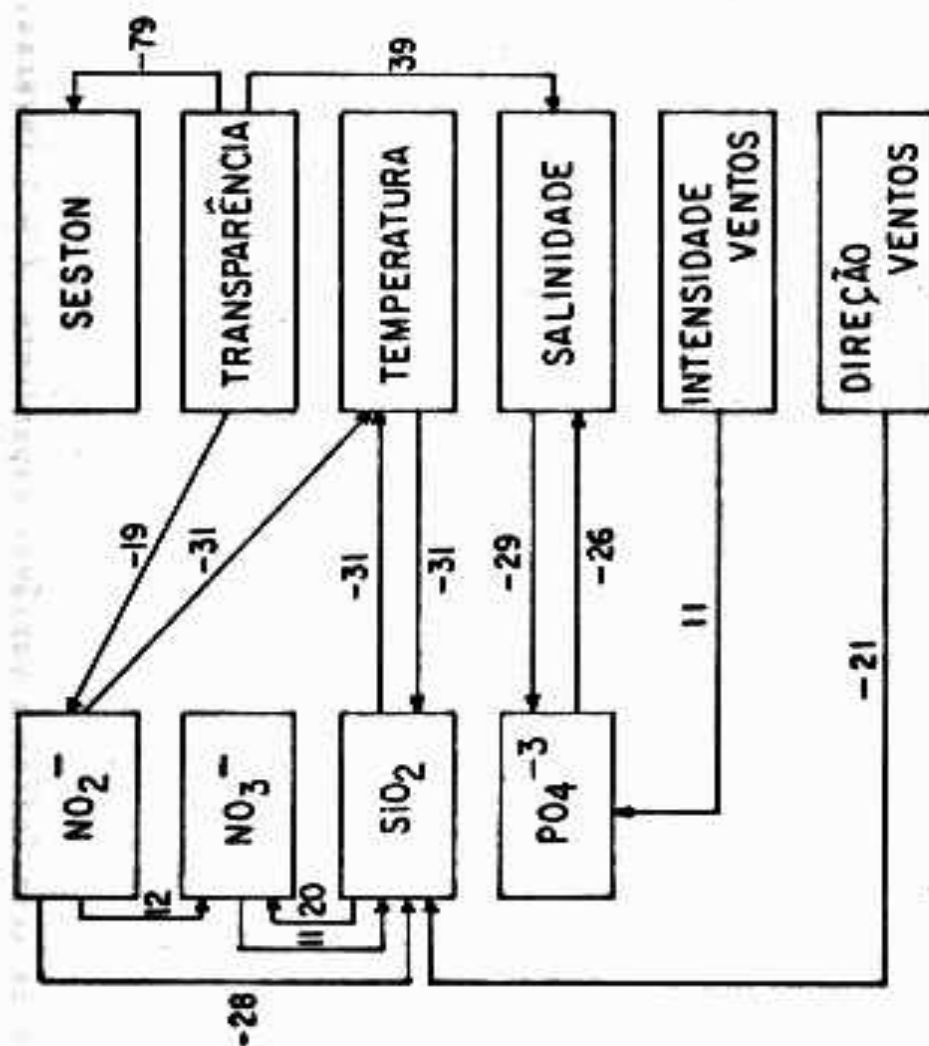 -79
39
SESTON
TRANSPARÊNCIA
TEMPERATURA
SALINIDADE
INTENSIDADE
VENTOS
DIREÇÃO
VENTOS
-19
-31
-31
-31
-29
-26
11
-21
NO₂⁻
NO₃⁻
SiO₂
PO4⁻³
12
11
20
-28